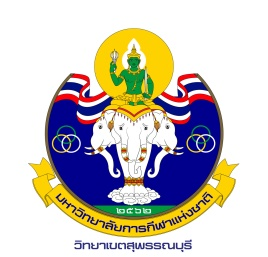 ๒๕๖๒
มหาวิทยาลัยการกีฬาแห่งชาติ
วิทยาเขตสุพรรณบุรี